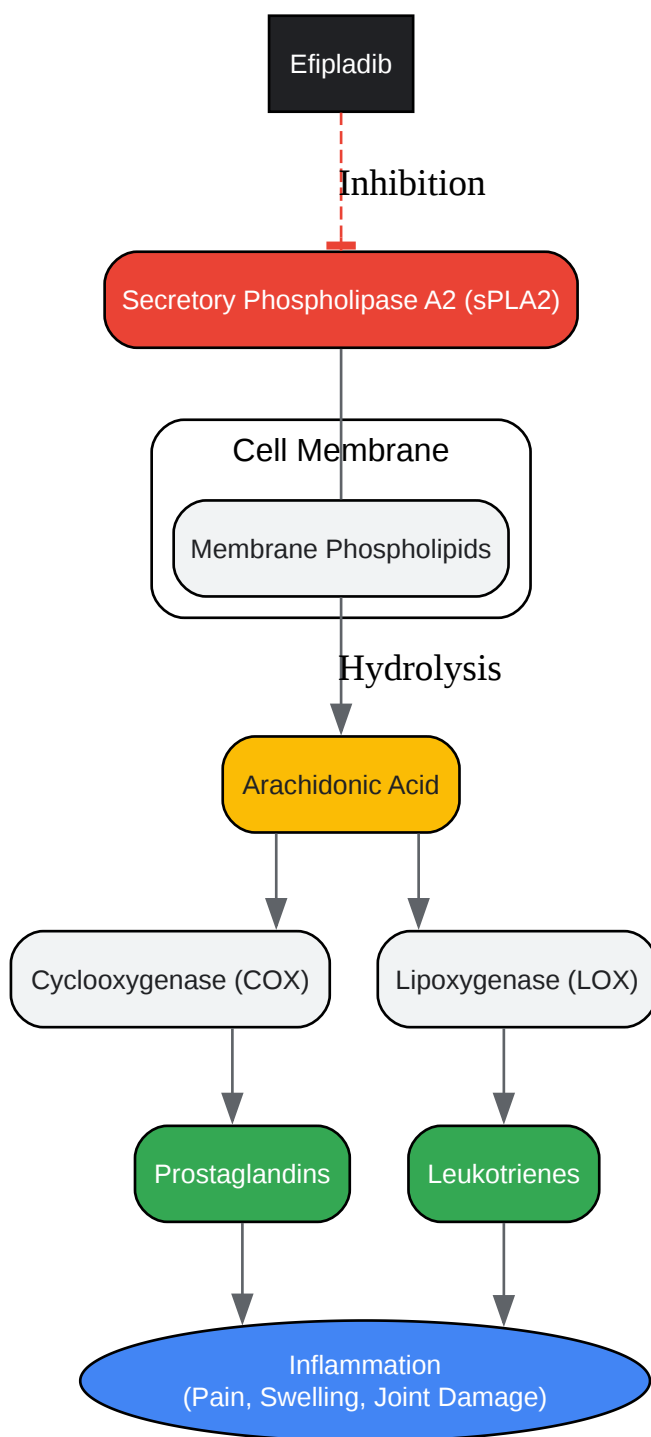 Efipladib
Inhibition
Secretory Phospholipase A2 (sPLA2)
Cell Membrane
Membrane Phospholipids
Hydrolysis
Arachidonic Acid
Cyclooxygenase (COX)
Lipoxygenase (LOX)
Prostaglandins
Leukotrienes
Inflammation
(Pain, Swelling, Joint Damage)